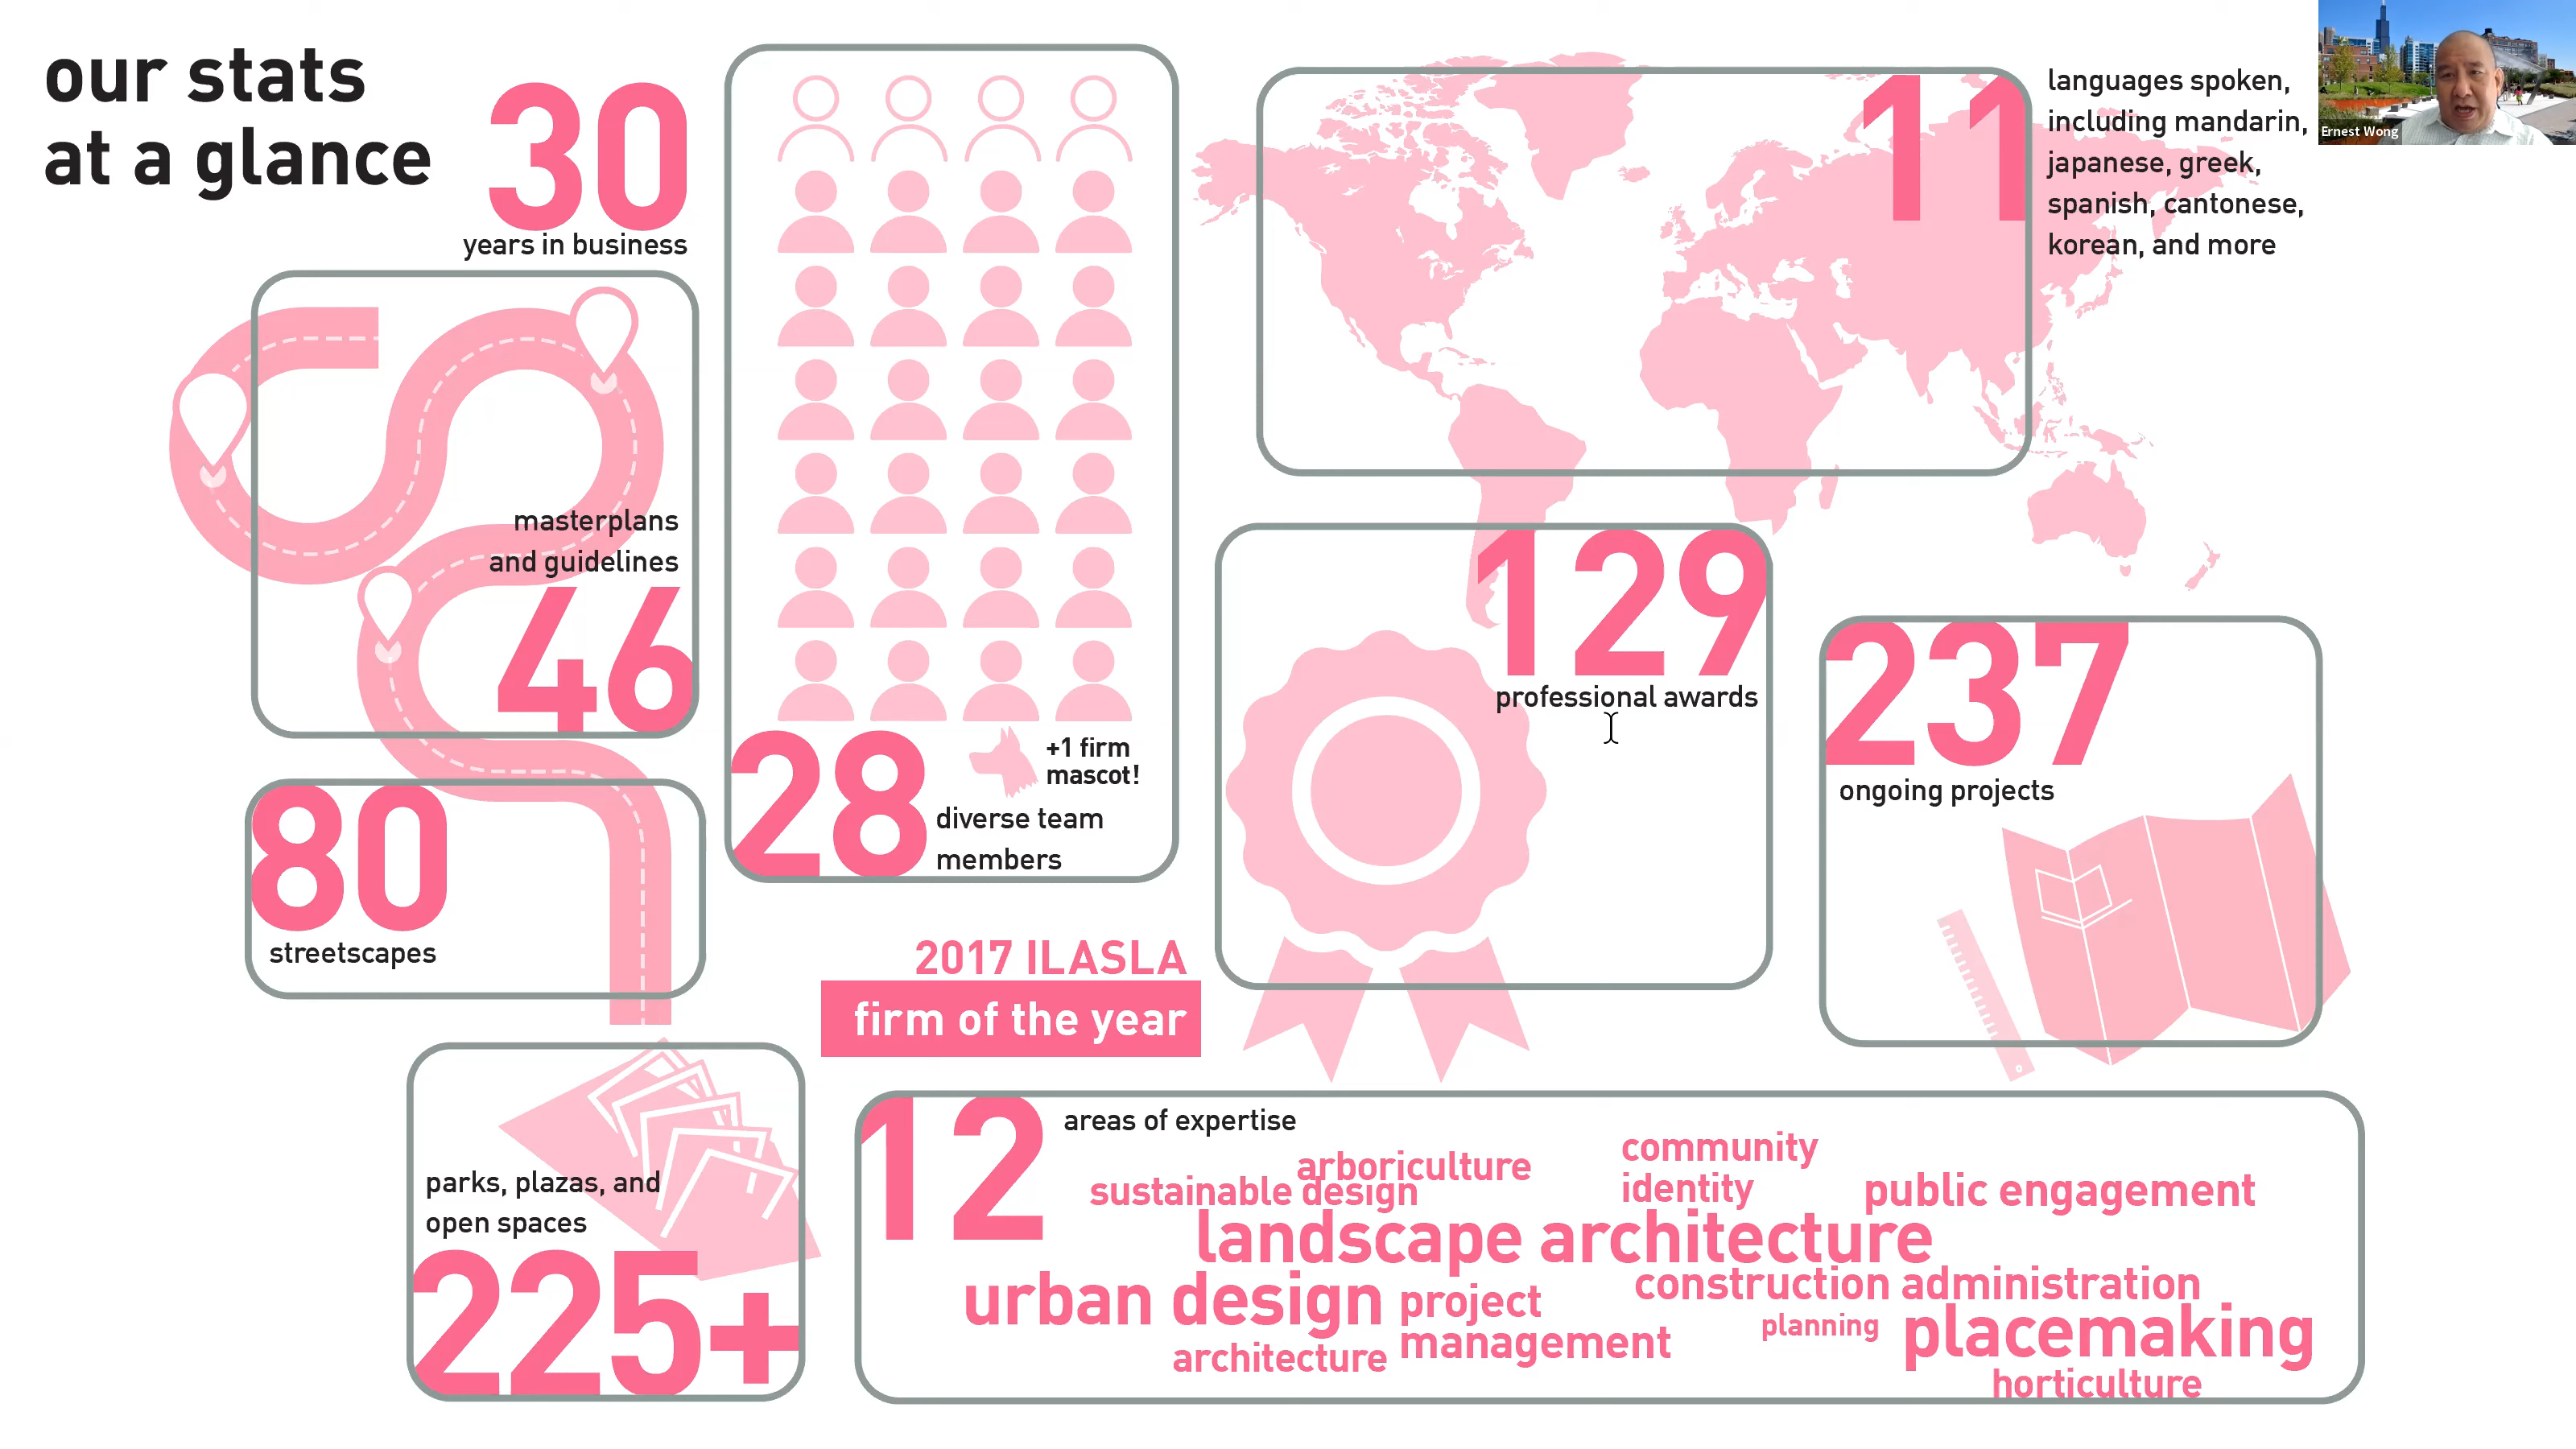 our stats
at a glance
30
years in business
masterplans
and guidelines
46
80
streetscapes
parks, plazas, and
open spaces
225+
28
+1 firm
mascot!
diverse team
members
2017 ILASLA
firm of the year
11
languages spoken,
including mandarin,
japanese, greek,
spanish, cantonese,
korean, and more
Ernest Wong
129
professional awards
237
ongoing projects
12
areas of expertise
arboriculture
sustainable design
community
identity
public engagement
landscape architecture
urban design
project
management
construction administration
planning
placemaking
architecture
horticulture